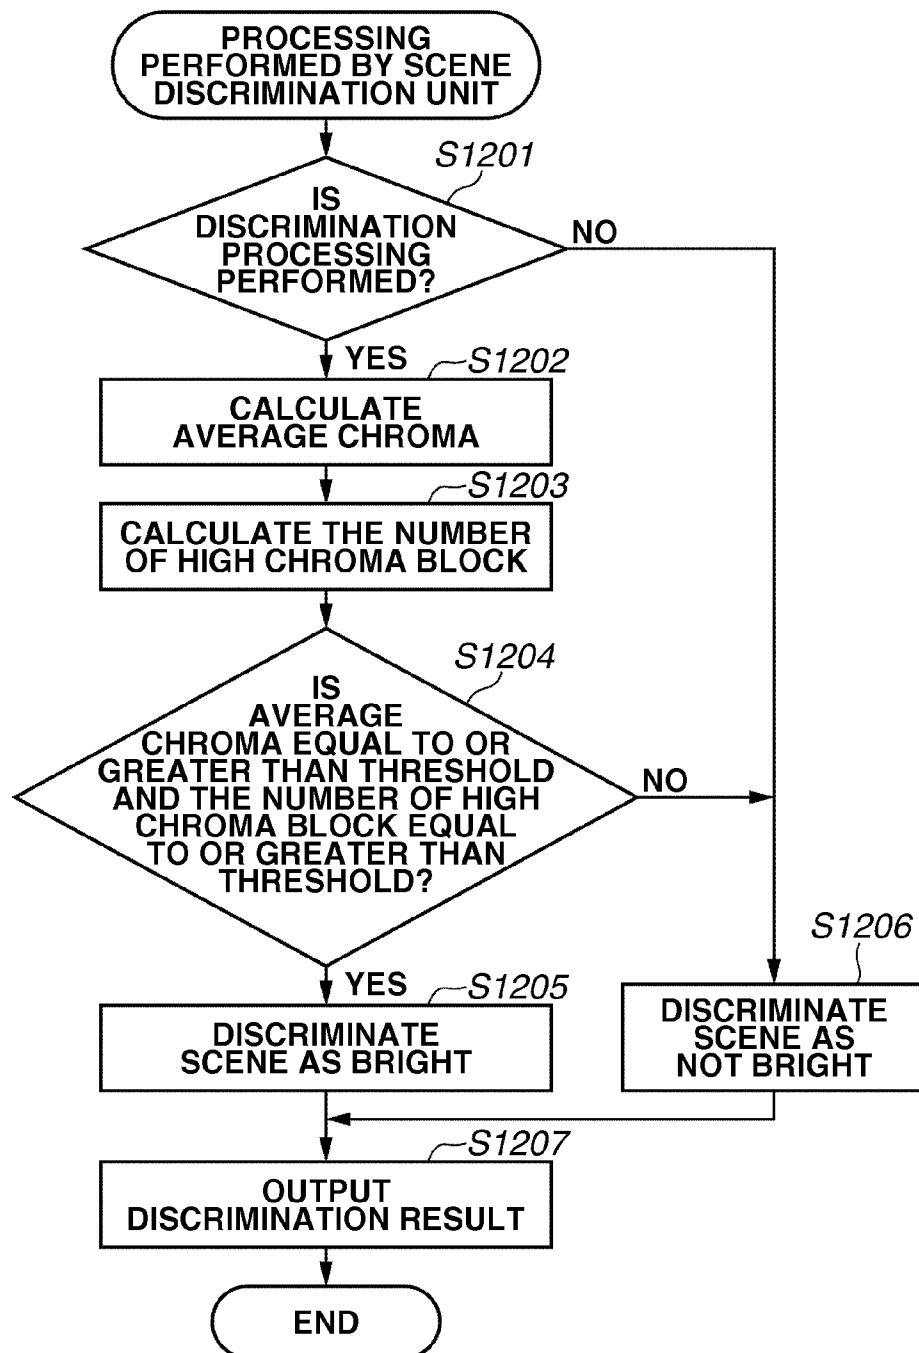 PROCESSING
PERFORMED BY SCENE
DISCRIMINATION UNIT
S1201
IS
DISCRIMINATION
PROCESSING
PERFORMED?
NO
YES
S1202
CALCULATE
AVERAGE CHROMA
S1203
CALCULATE THE NUMBER
OF HIGH CHROMA BLOCK
S1204
IS
AVERAGE
CHROMA EQUAL TO OR
GREATER THAN THRESHOLD
AND THE NUMBER OF HIGH
CHROMA BLOCK EQUAL
TO OR GREATER THAN
THRESHOLD?
NO
YES
S1205
DISCRIMINATE
SCENE AS BRIGHT
S1206
DISCRIMINATE
SCENE AS
NOT BRIGHT
S1207
OUTPUT
DISCRIMINATION RESULT
END